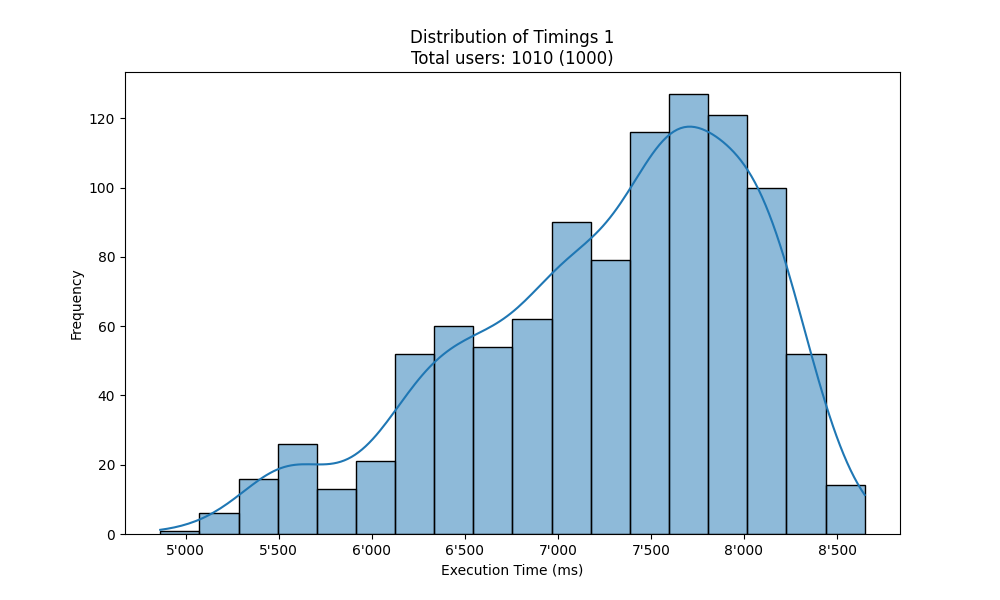 Distribution of Timings 1
Total users: 1010 (1000)
Frequency
120
100
80
60
40
20
0
5'000 5'500 6'000 6'500 7'000 7'500 8'000 8'500
Execution Time (ms)